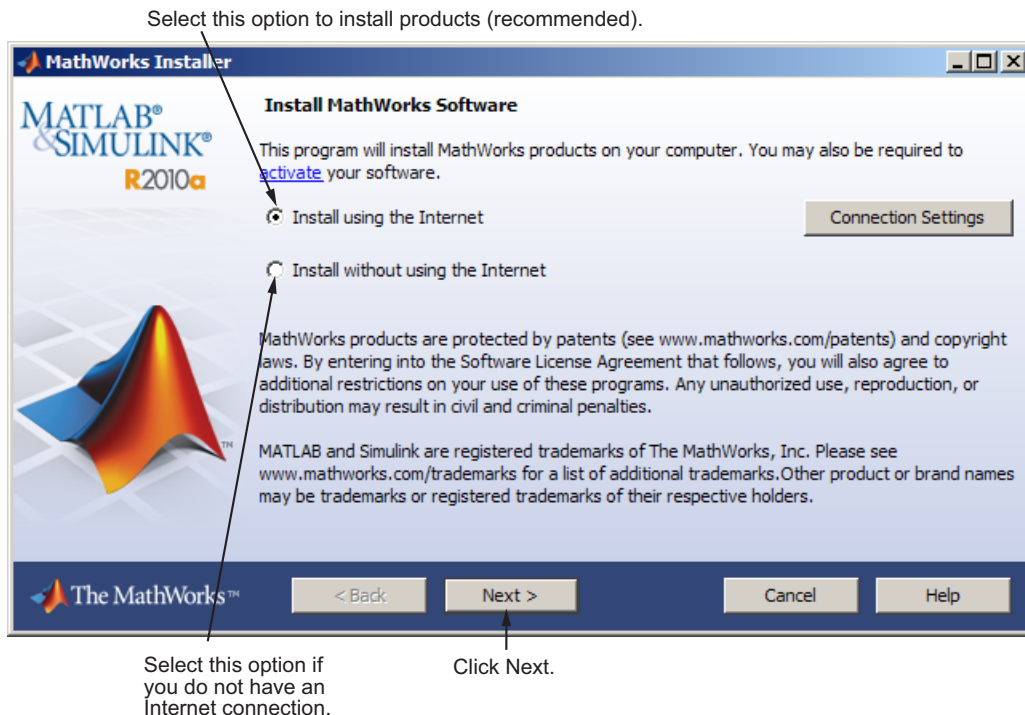 Select this option to install products (recommended).
MathWorks Installer
MATLAB®
&SIMULINK®
R2010a
Install MathWorks Software
This program will install MathWorks products on your computer. You may also be required to
activate your software.
Install using the Internet
Connection Settings
Install without using the Internet
MathWorks products are protected by patents (see www.mathworks.com/patents) and copyright
laws. By entering into the Software License Agreement that follows, you will also agree to
additional restrictions on your use of these programs. Any unauthorized use, reproduction, or
distribution may result in civil and criminal penalties.
TM
MATLAB and Simulink are registered trademarks of The MathWorks, Inc. Please see
www.mathworks.com/trademarks for a list of additional trademarks.Other product or brand names
may be trademarks or registered trademarks of their respective holders.
The MathWorks™
< Back
Next >
Cancel
Help
Select this option if
you do not have an
Internet connection.
Click Next.